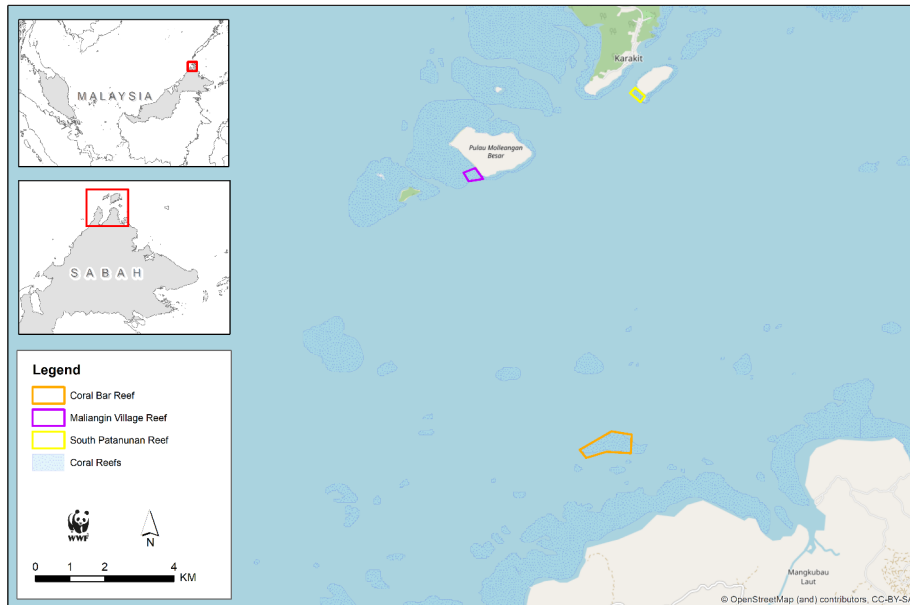 MALAYSIA
SABAH
Legend
Coral Bar Reef
Maliangin Village Reef
South Patanunan Reef
Coral Reefs
WWF
N
0 1 2 4
KM
Karakit
Pulau Molleangan
Besar
Mangkubau
Laut
© OpenStreetMap (and) contributors, CC-BY-SA